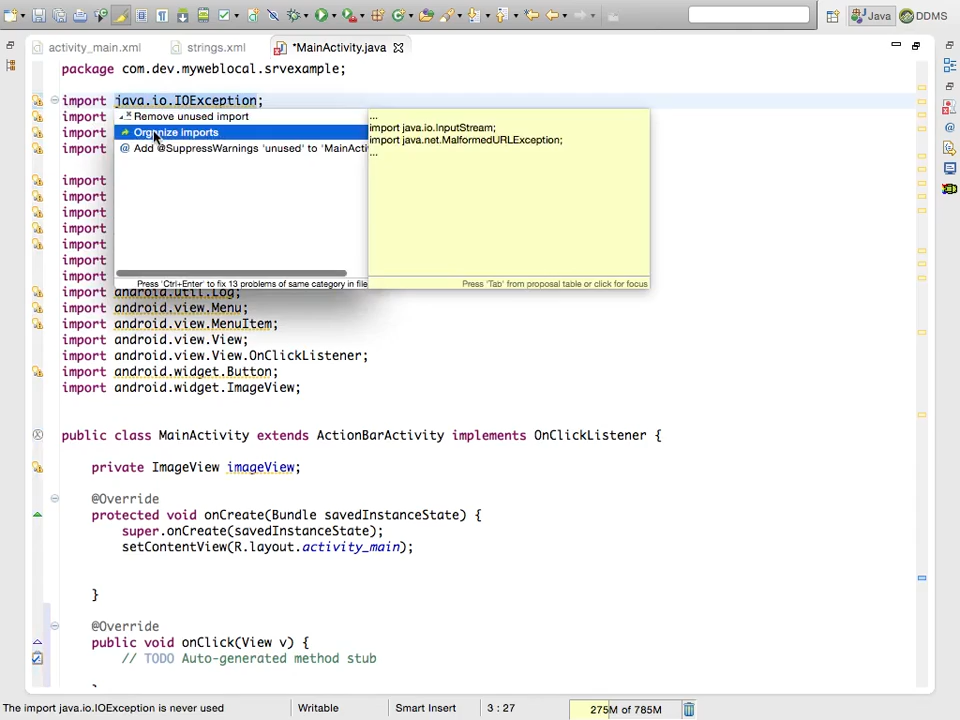 Java
DDMS
activity_main.xml
strings.xml
*MainActivity.java
package com.dev.myweblocal.srvexample;
import java.io.IOException;
import
Remove unused import
import
Organize imports
import
Add @SuppressWarnings 'unused' to 'MainActi
...
import java.io.InputStream;
import java.net.MalformedURLException;
...
import
import
import
import
import
import
import
Press 'Ctrl+Enter' to fix 13 problems of same category in file
Press 'Tab' from proposal table or click for focus
import android.util.Log;
import android.view.Menu;
import android.view.MenuItem;
import android.view.View;
import android.view.View.OnClickListener;
import android.widget.Button;
import android.widget.ImageView;
public class MainActivity extends ActionBarActivity implements OnClickListener {
private ImageView imageView;
@Override
protected void onCreate(Bundle savedInstanceState) {
super.onCreate(savedInstanceState);
setContentView(R.layout.activity_main);
}
@Override
public void onClick(View v) {
// TODO Auto-generated method stub
The import java.io.IOException is never used
Writable
Smart Insert
3 : 27
275M of 785M